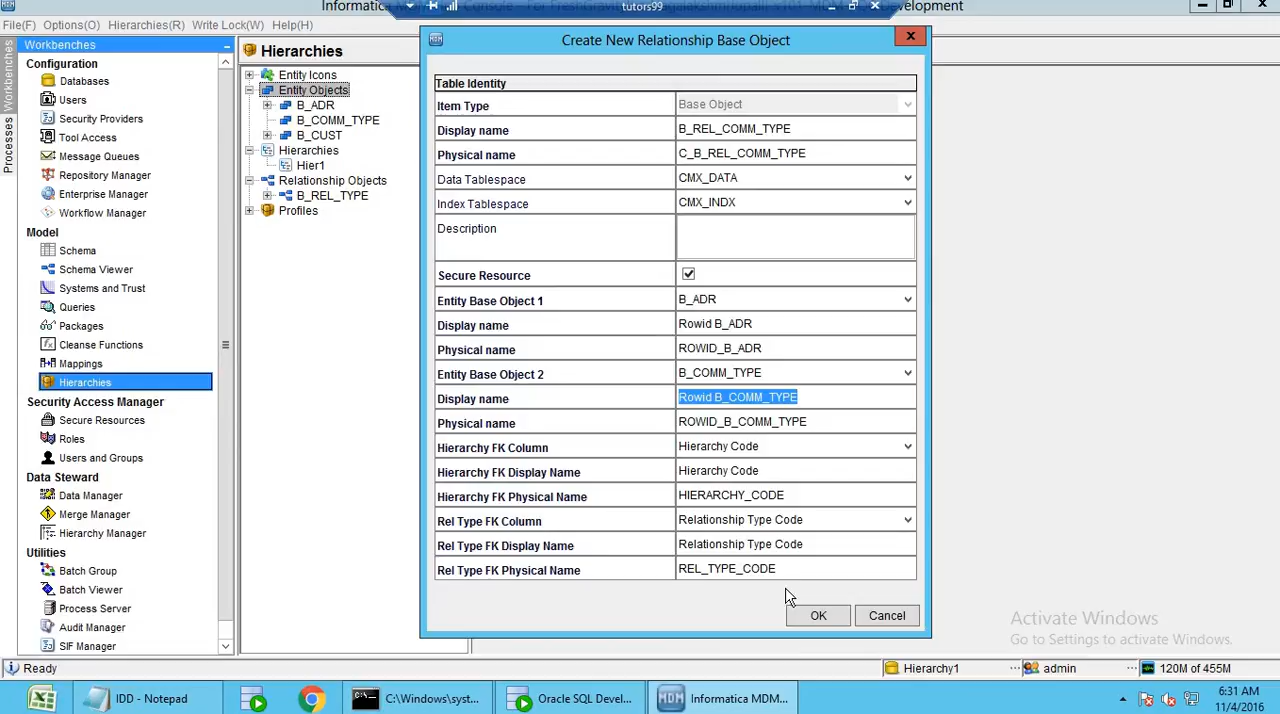 Informatica M
tutors99
Development
File(F) Options(O) Hierarchies(R) Write Lock(W) Help(H)
Workbenches
Processes
Workbenches
Configuration
Databases
Users
Security Providers
Tool Access
Message Queues
Repository Manager
Enterprise Manager
Workflow Manager
Model
Schema
Schema Viewer
Systems and Trust
Queries
Packages
Cleanse Functions
Mappings
Hierarchies
Security Access Manager
Secure Resources
Roles
Users and Groups
Data Steward
Data Manager
Merge Manager
Hierarchy Manager
Utilities
Batch Group
Batch Viewer
Process Server
Audit Manager
SIF Manager
Hierarchies
Entity Icons
Entity Objects
B_ADR
B_COMM_TYPE
B_CUST
Hierarchies
Hier1
Relationship Objects
B_REL_TYPE
Profiles
Create New Relationship Base Object
Table Identity
Item Type Base Object
Display name B_REL_COMM_TYPE
Physical name C_B_REL_COMM_TYPE
Data Tablespace CMX_DATA
Index Tablespace CMX_INDX
Description
Secure Resource
Entity Base Object 1 B_ADR
Display name Rowid B_ADR
Physical name ROWID_B_ADR
Entity Base Object 2 B_COMM_TYPE
Display name Rowid B_COMM_TYPE
Physical name ROWID_B_COMM_TYPE
Hierarchy FK Column Hierarchy Code
Hierarchy FK Display Name Hierarchy Code
Hierarchy FK Physical Name HIERARCHY_CODE
Rel Type FK Column Relationship Type Code
Rel Type FK Display Name Relationship Type Code
Rel Type FK Physical Name REL_TYPE_CODE
OK Cancel
Activate Windows
Go to Settings to activate Windows.
Ready
Hierarchy1 ... admin ... 120M of 455M
IDD - Notepad
C:\Windows\syst...
Oracle SQL Devel...
MDM Informatica MDM...
6:31 AM
11/4/2016